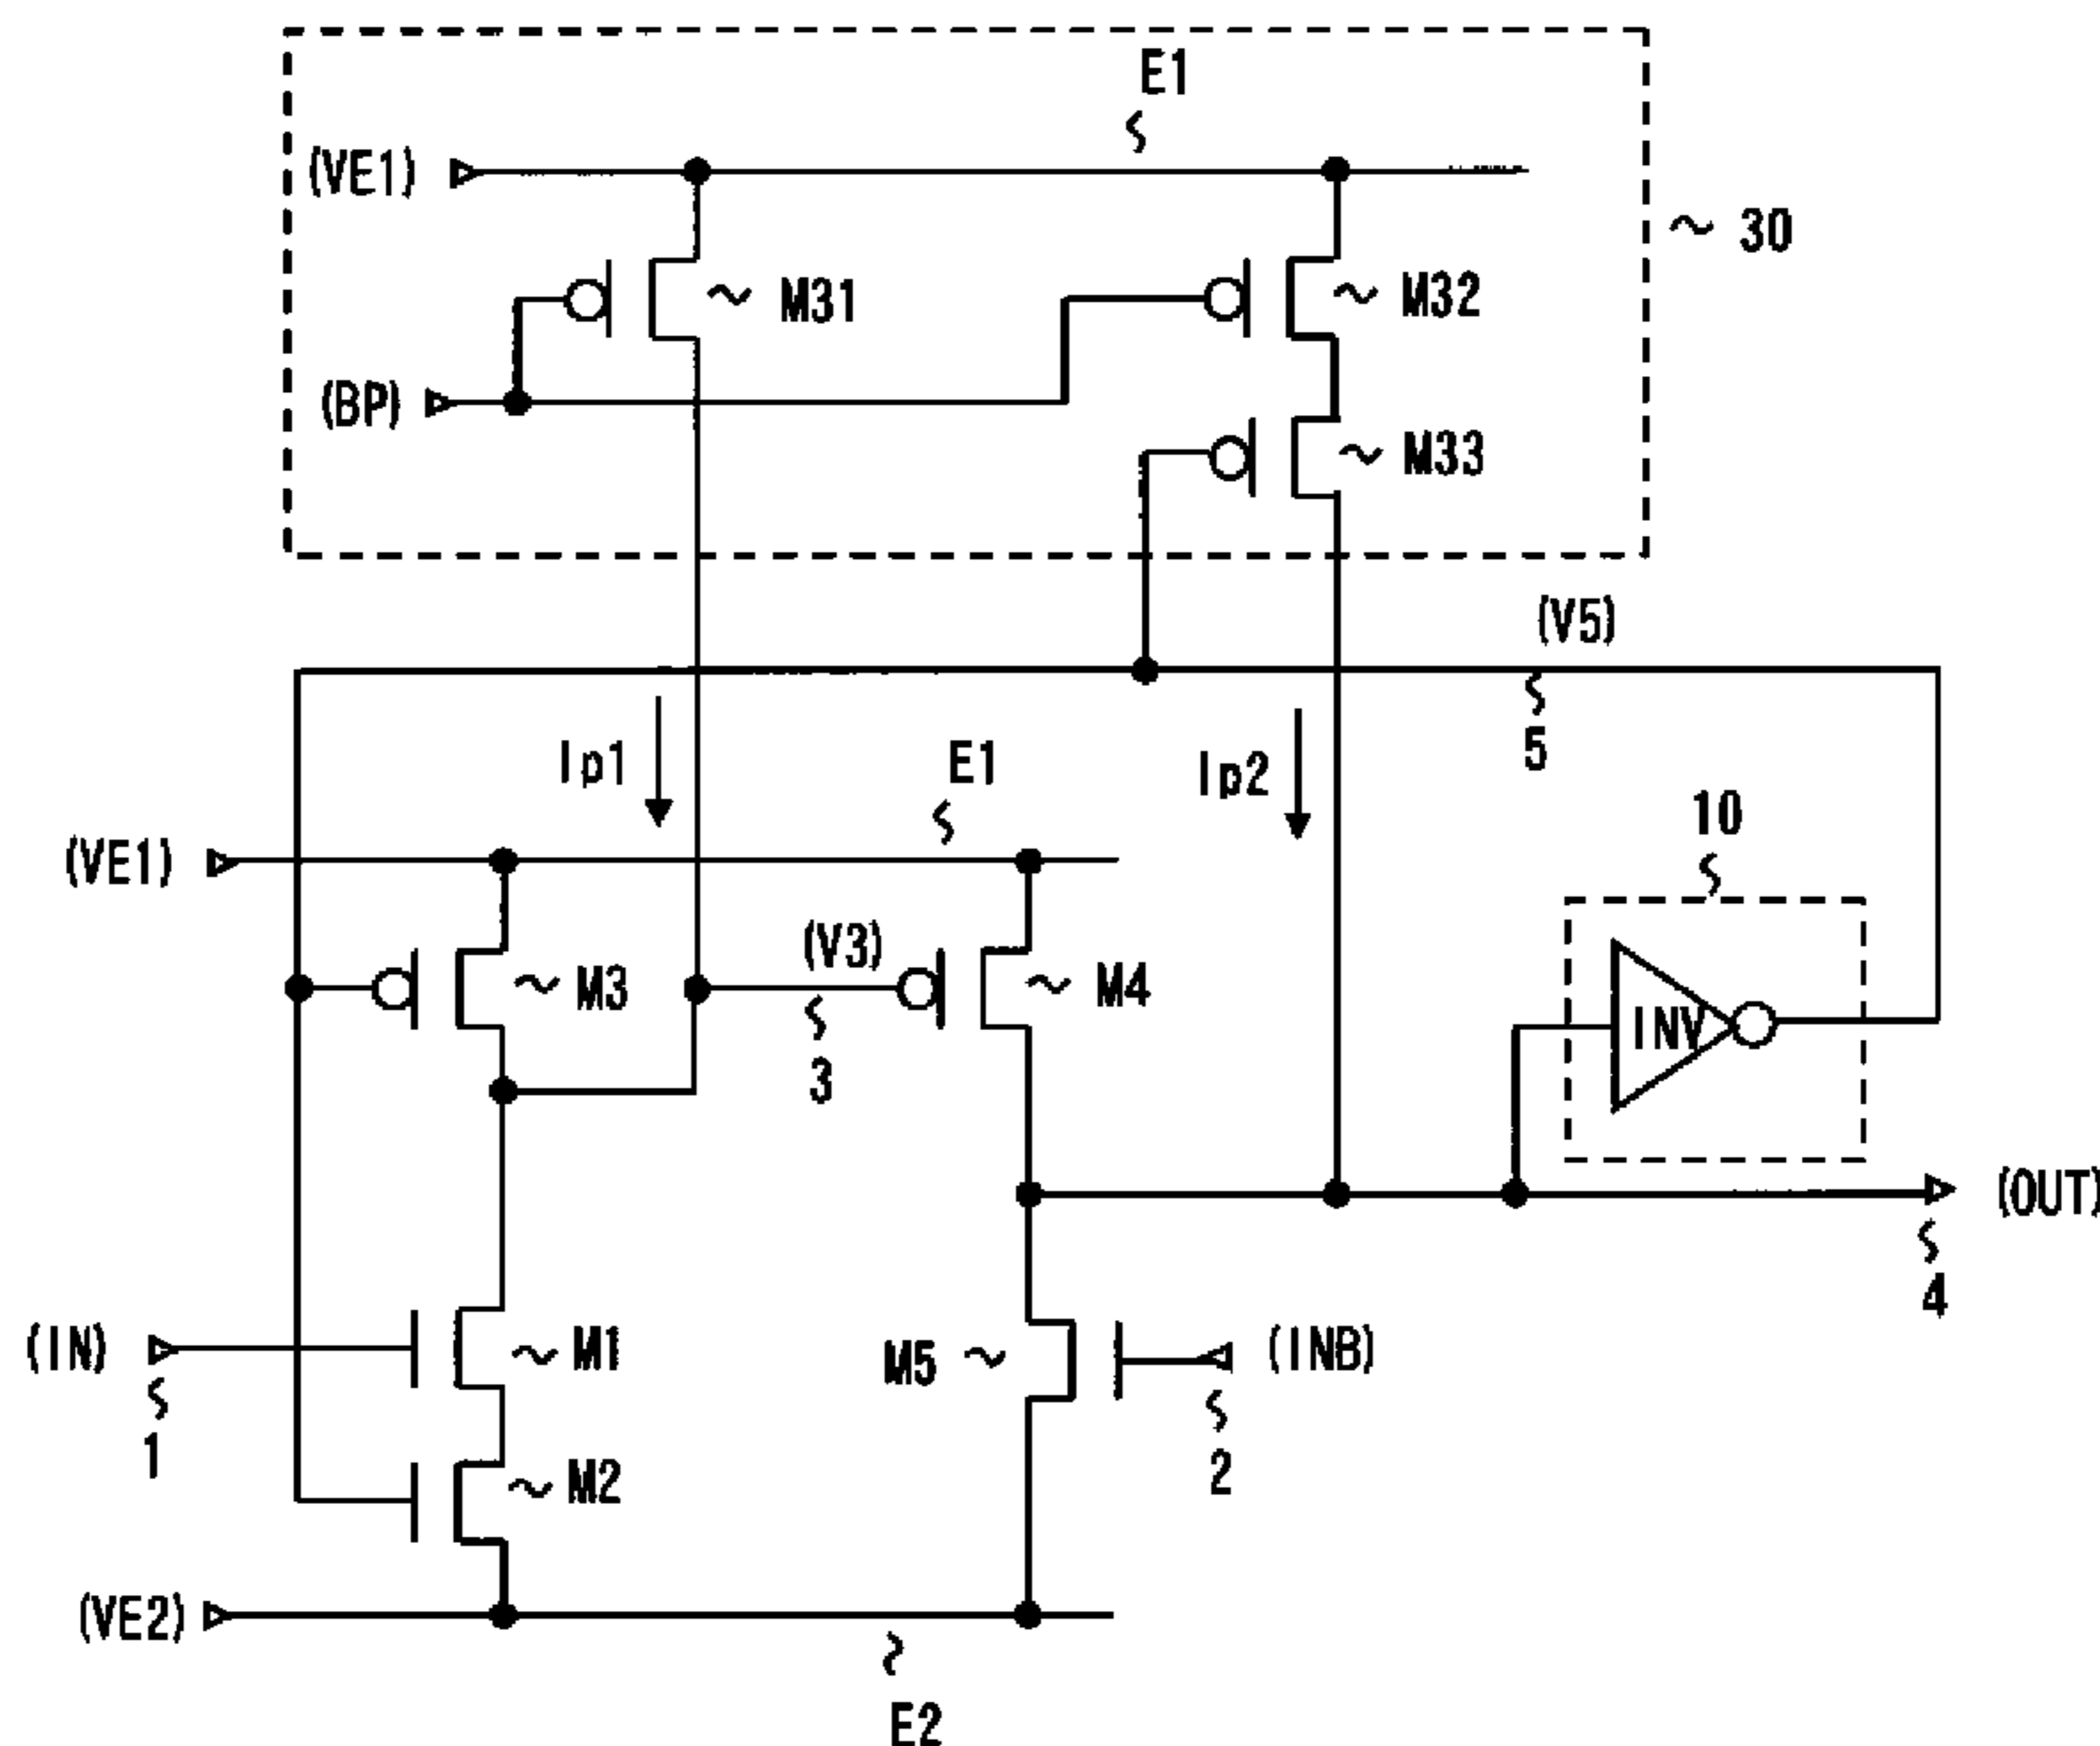 E1
(VE1)
30
M31
M32
(BP)
M33
(V5)
5
Ip1
E1
Ip2
10
(VE1)
(V3)
M3
M4
INV
3
(OUT)
4
(IN)
M1
M5
(INB)
1
M2
2
(VE2)
E2